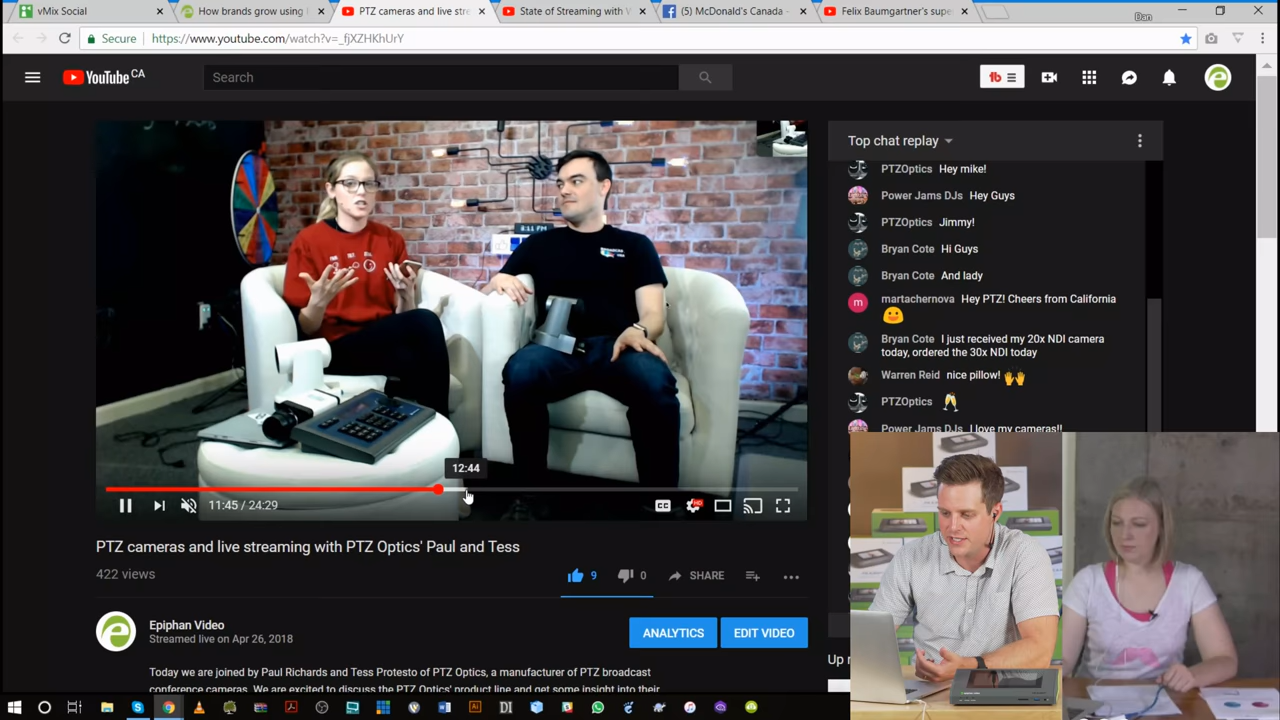 vMix Social
How brands grow using l
PTZ cameras and live stre
State of Streaming with W
(5) McDonald's Canada -
Felix Baumgartner's supe
Dan
Secure
https://www.youtube.com/watch?v=_fjXZHKhUrY
YouTube CA
Search
tb
e
Top chat replay
PTZOptics Hey mike!
Power Jams DJs Hey Guys
PTZOptics Jimmy!
Bryan Cote Hi Guys
Bryan Cote And lady
m
martachernova Hey PTZ! Cheers from California
Bryan Cote I just received my 20x NDI camera
today, ordered the 30x NDI today
Warren Reid nice pillow!
PTZOptics
Power Jams DJs I love my cameras!!
8:11 PM
12:44
11:45 / 24:29
CC
HD
PTZ cameras and live streaming with PTZ Optics' Paul and Tess
422 views
9
0
SHARE
Epiphan Video
Streamed live on Apr 26, 2018
ANALYTICS
EDIT VIDEO
Today we are joined by Paul Richards and Tess Protesto of PTZ Optics, a manufacturer of PTZ broadcast
conference cameras. We are excited to discuss the PTZ Optics' product line and get some insight into their